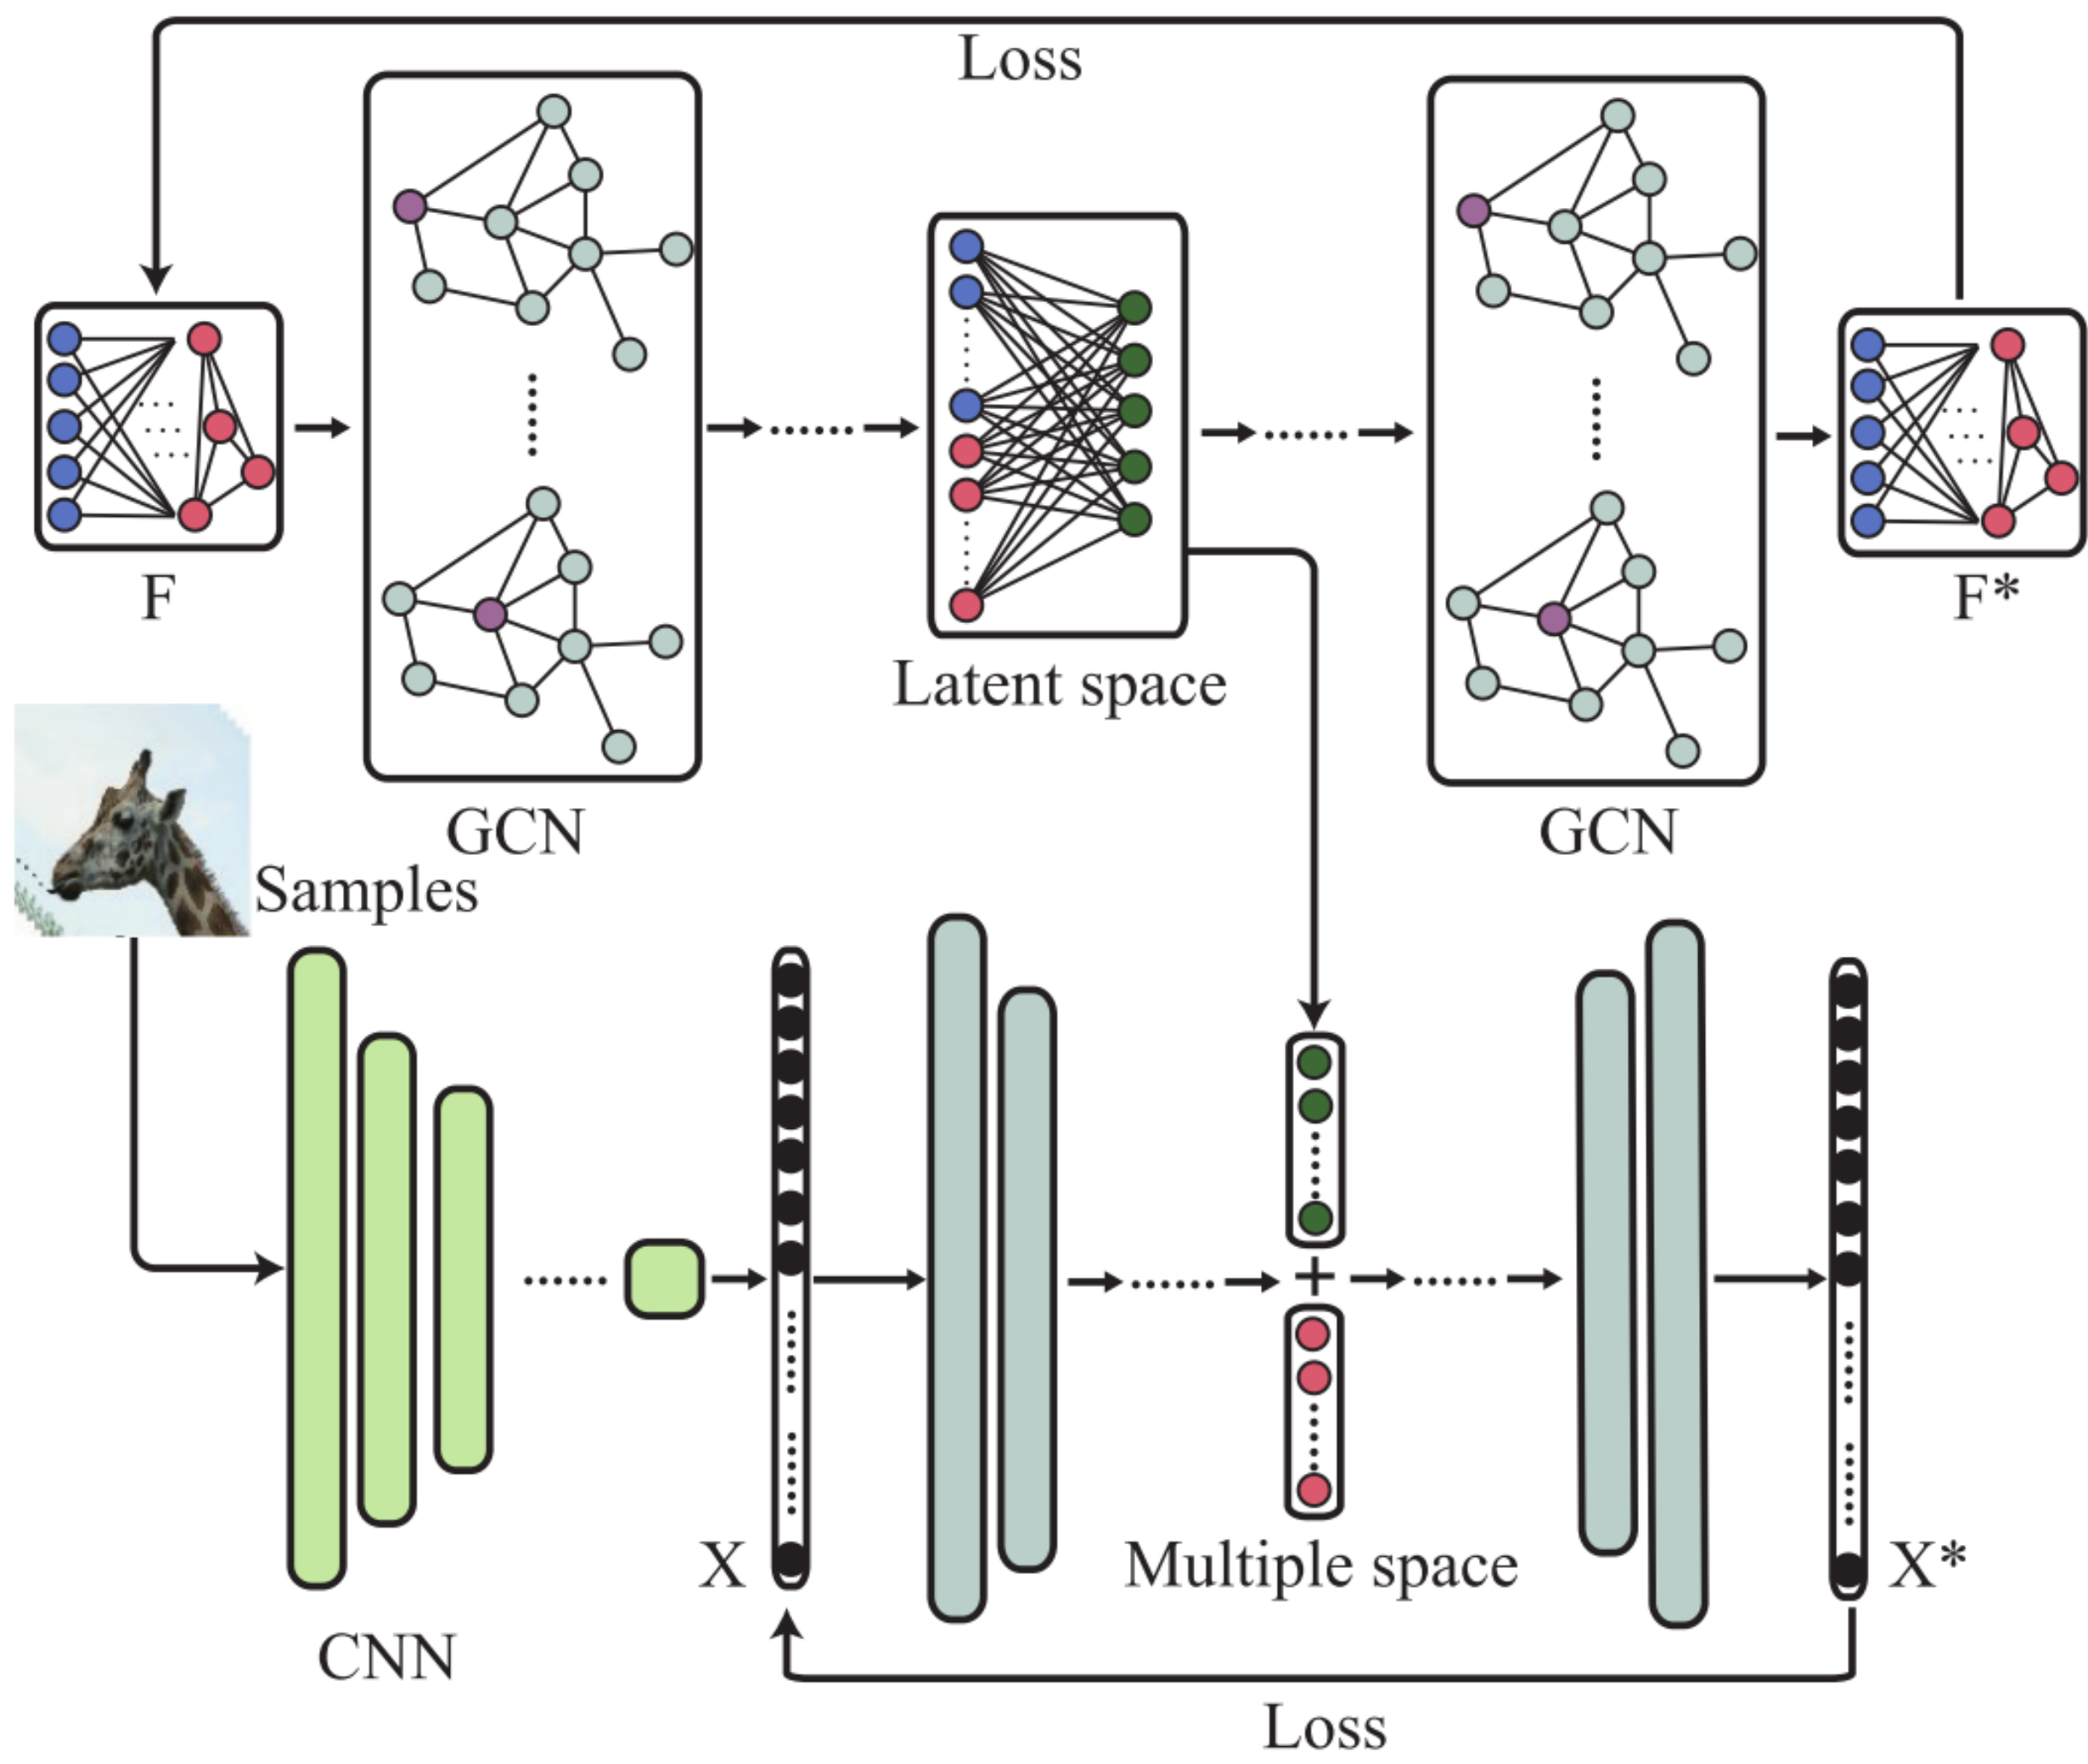 Loss
F
GCN
Latent space
GCN
F*
Samples
CNN
X
Multiple space
X*
Loss